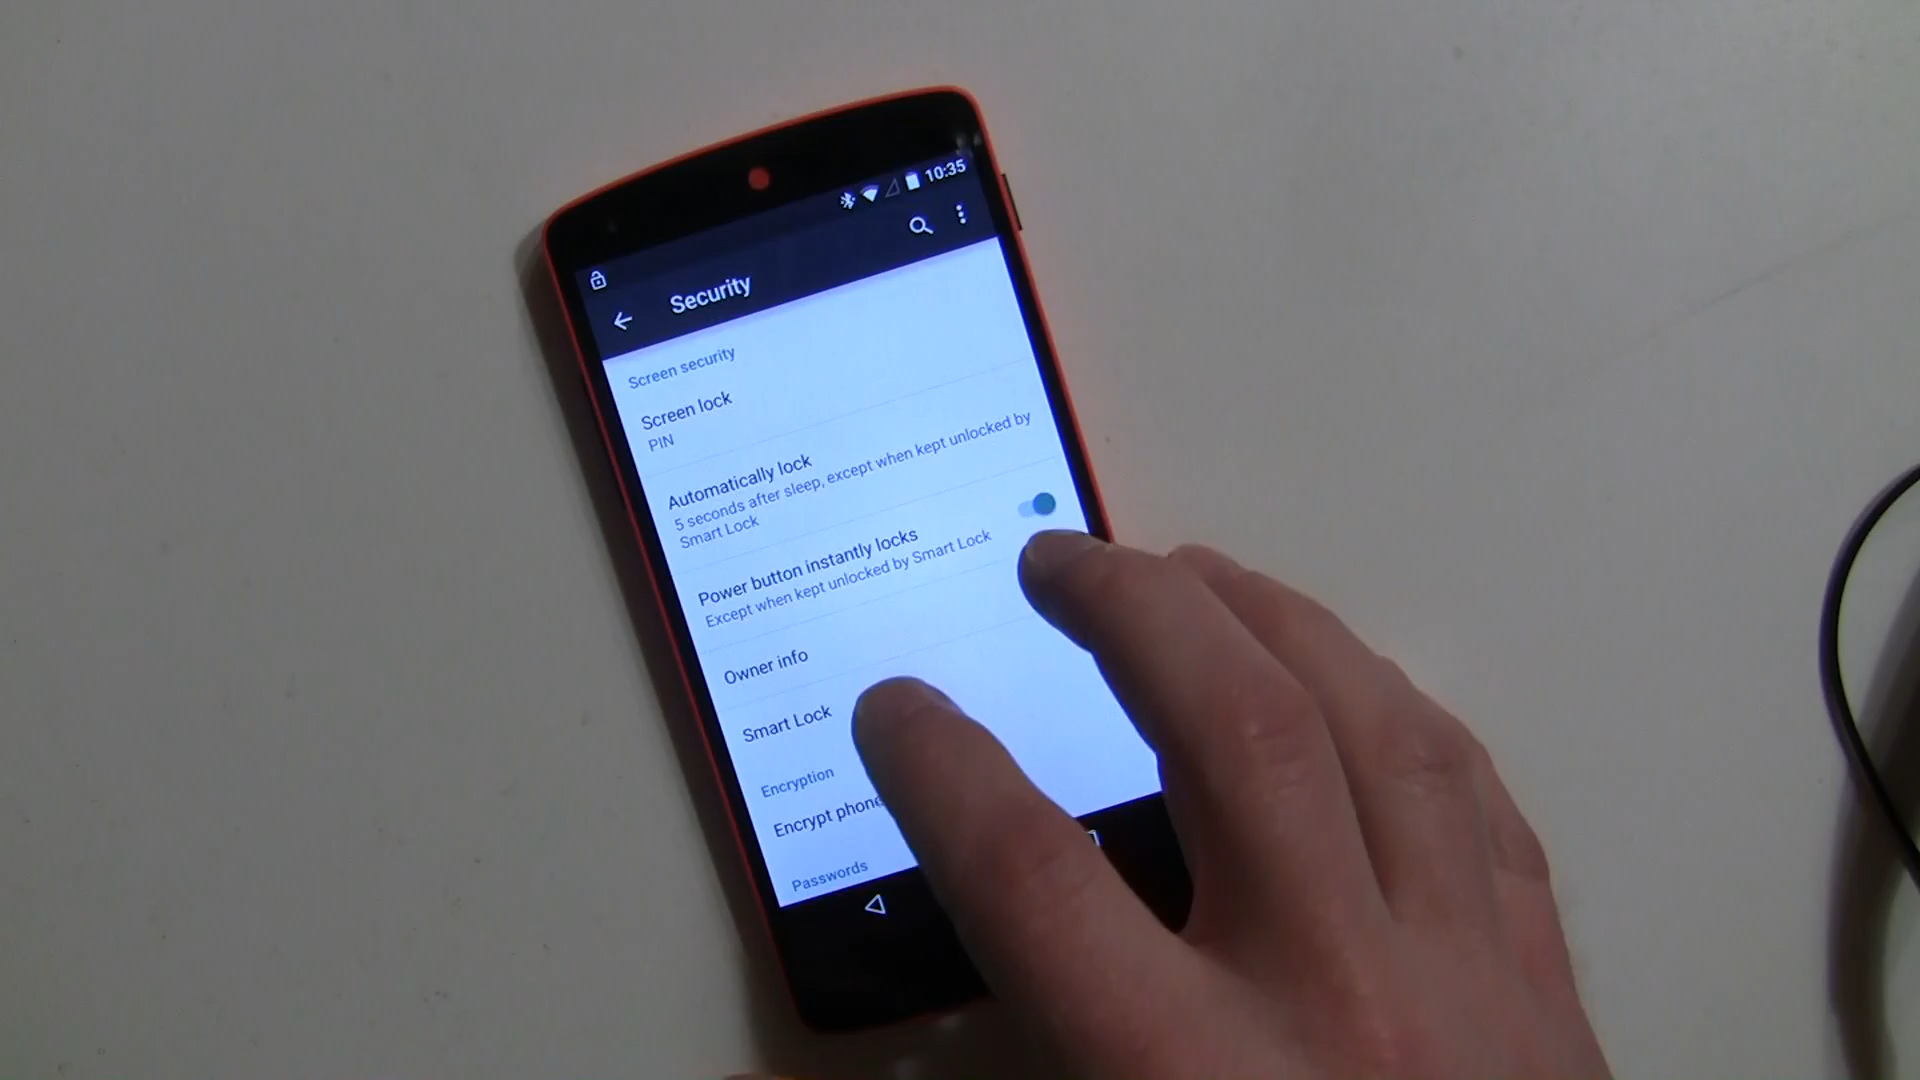 10:35
Security
Screen security
Screen lock
PIN
Automatically lock
5 seconds after sleep, except when kept unlocked by
Smart Lock
Power button instantly locks
Except when kept unlocked by Smart Lock
Owner info
Smart Lock
Encryption
Encrypt phone
Passwords